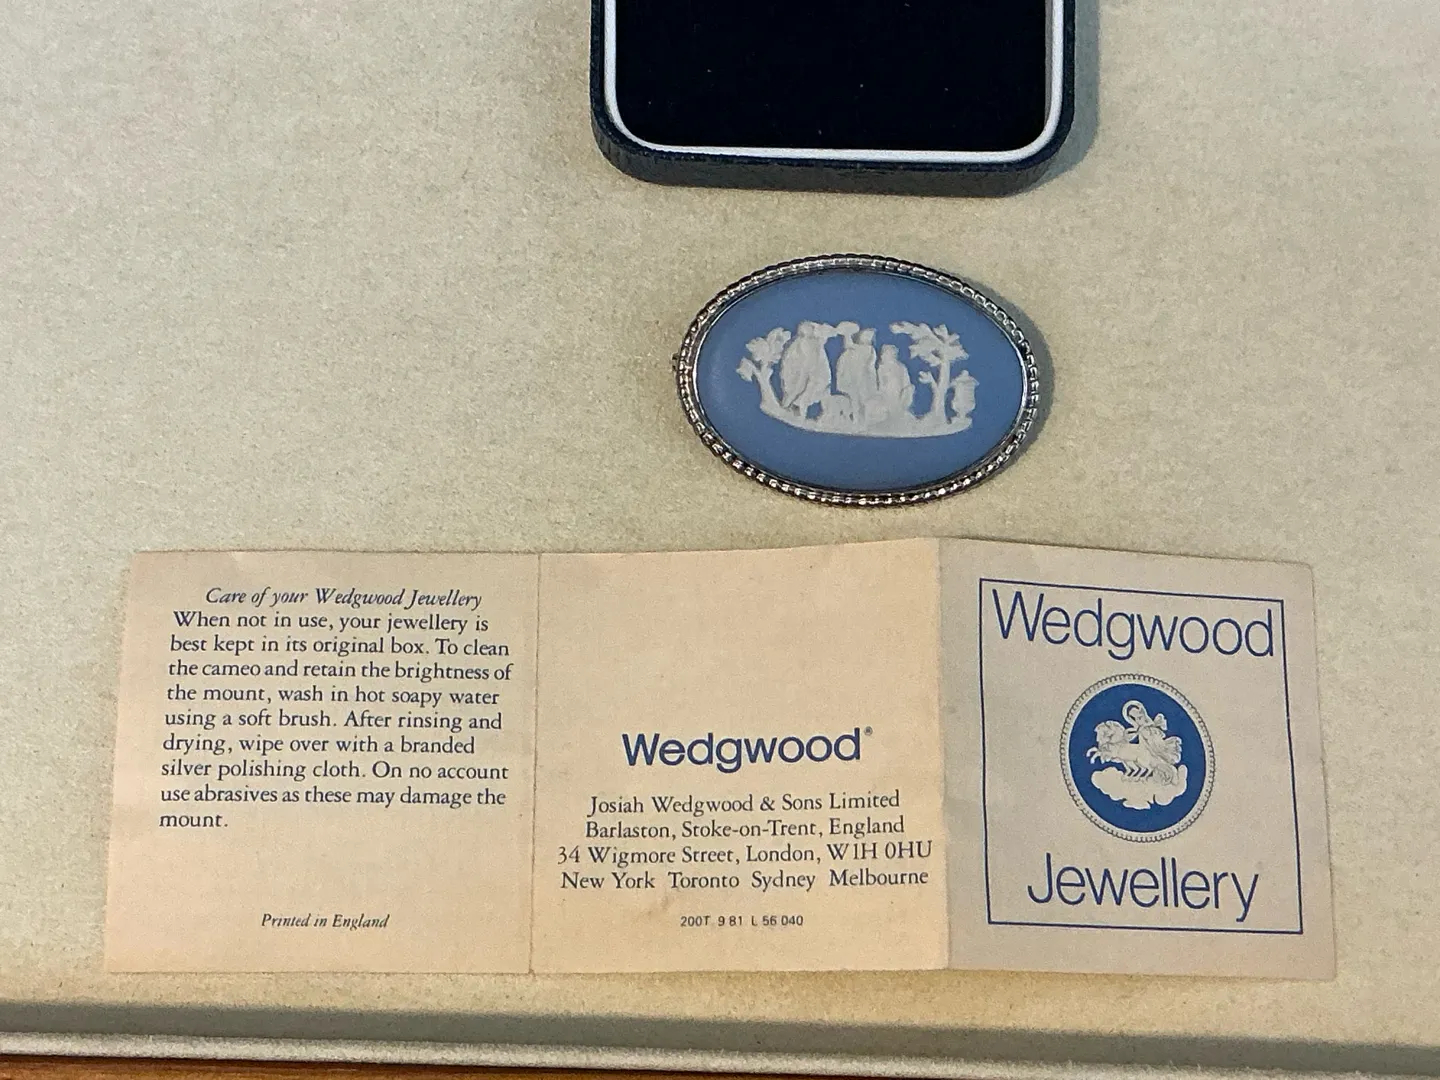 Care of your Wedgwood Jewellery
When not in use, your jewellery is
best kept in its original box. To clean
the cameo and retain the brightness of
the mount, wash in hot soapy water
using a soft brush. After rinsing and
drying, wipe over with a branded
silver polishing cloth. On no account
use abrasives as these may damage the
mount.
Printed in England
Wedgwood®
Josiah Wedgwood & Sons Limited
Barlaston, Stoke-on-Trent, England
34 Wigmore Street, London, W1H 0HU
New York Toronto Sydney Melbourne
200T 9 81 L 56 040
Wedgwood
Jewellery